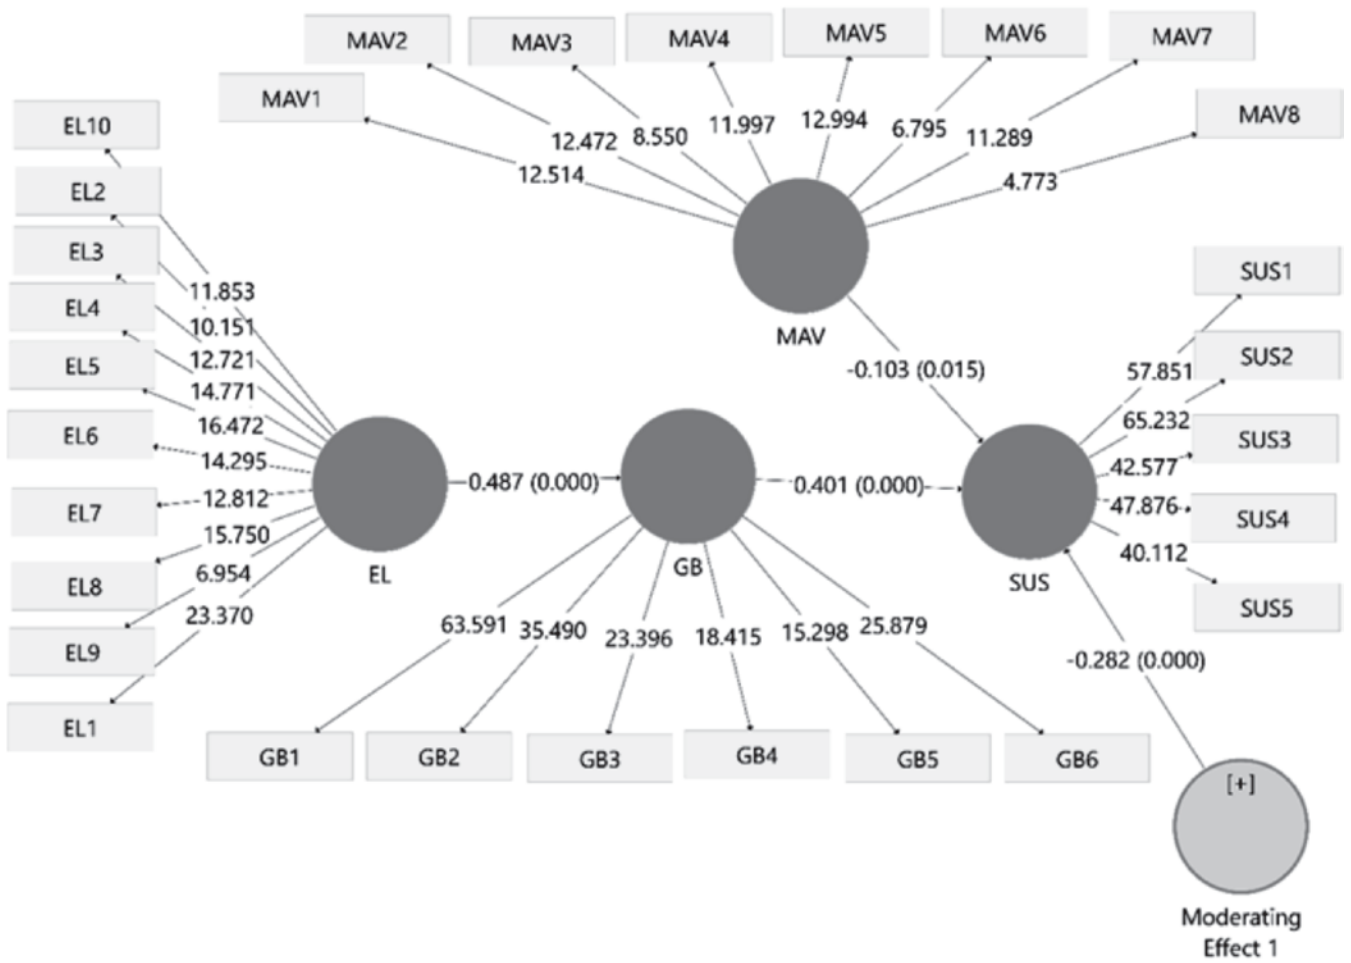 MAV2
MAV3
MAV4
MAV5
MAV6
MAV7
MAV1
MAV8
EL10
EL2
EL3
EL4
EL5
EL6
EL7
EL8
EL9
EL1
12.514
12.472
8.550
11.997
12.994
6.795
11.289
4.773
MAV
11.853
10.151
12.721
14.771
16.472
14.295
12.812
15.750
6.954
23.370
EL
0.487 (0.000)
GB
0.401 (0.000)
-0.103 (0.015)
SUS
SUS1
SUS2
SUS3
SUS4
SUS5
57.851
65.232
42.577
47.876
40.112
63.591
35.490
23.396
18.415
15.298
25.879
GB1
GB2
GB3
GB4
GB5
GB6
-0.282 (0.000)
[+]
Moderating
Effect 1